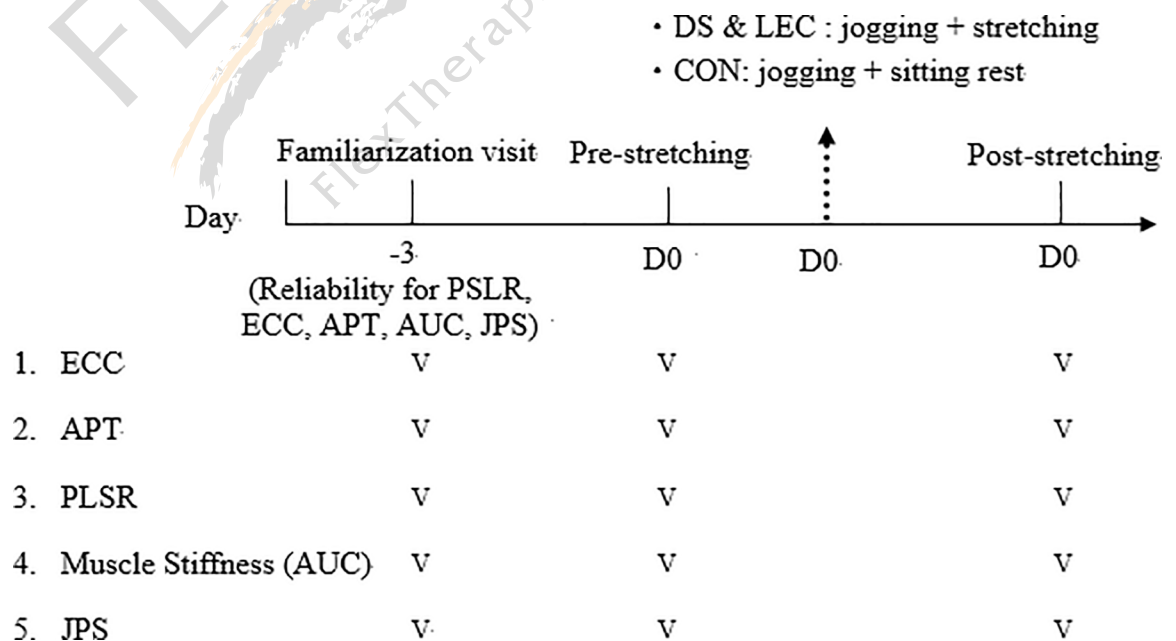 • DS & LEC : jogging + stretching
• CON: jogging + sitting rest
Familiarization visit Pre-stretching Post-stretching
Day
-3 D0 D0 D0
(Reliability for PSLR,
ECC, APT, AUC, JPS)
1. ECC V V V
2. APT V V V
3. PLSR V V V
4. Muscle Stiffness (AUC) V V V
5. JPS V V V